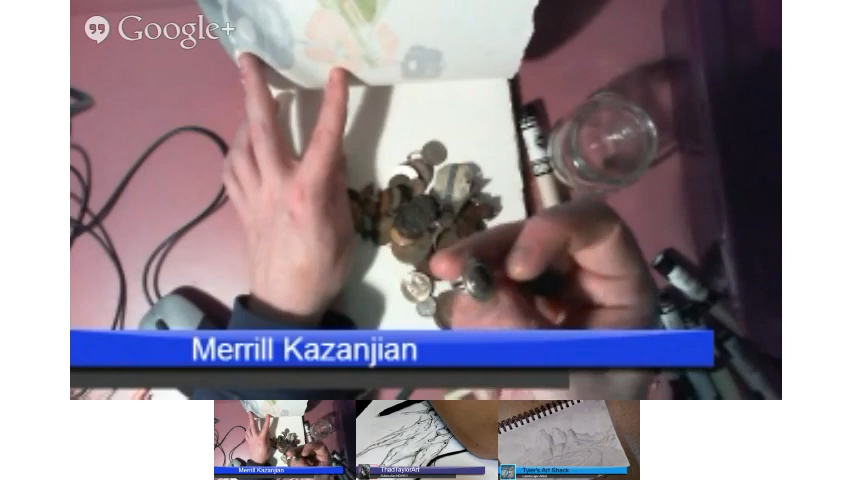 Google+
Merrill Kazanjian
Merrill Kazanjian
ThadTaylorArt
Tyler's Art Shack